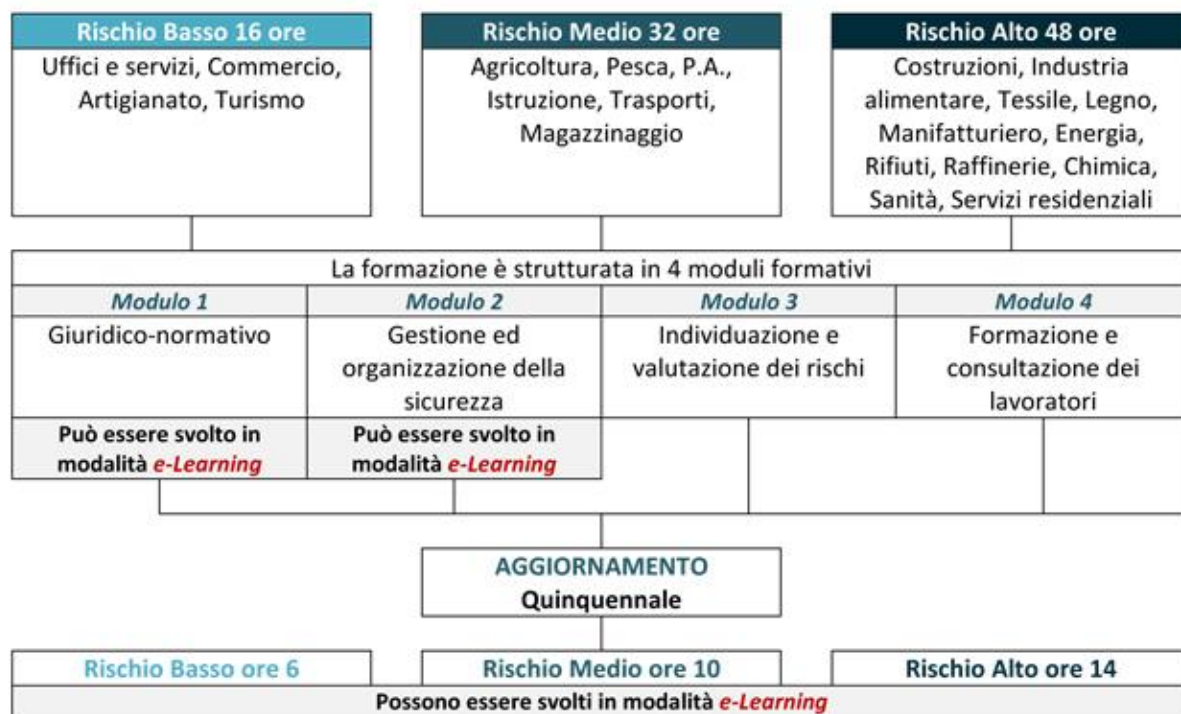 Rischio Basso 16 ore
Uffici e servizi, Commercio,
Artigianato, Turismo
Rischio Medio 32 ore
Agricoltura, Pesca, P.A.,
Istruzione, Trasporti,
Magazzinaggio
Rischio Alto 48 ore
Costruzioni, Industria
alimentare, Tessile, Legno,
Manifatturiero, Energia,
Rifiuti, Raffinerie, Chimica,
Sanità, Servizi residenziali
La formazione è strutturata in 4 moduli formativi
Modulo 1
Giuridico-normativo
Può essere svolto in
modalità e-Learning
Modulo 2
Gestione ed
organizzazione della
sicurezza
Può essere svolto in
modalità e-Learning
Modulo 3
Individuazione e
valutazione dei rischi
Modulo 4
Formazione e
consultazione dei
lavoratori
AGGIORNAMENTO
Quinquennale
Rischio Basso ore 6
Rischio Medio ore 10
Rischio Alto ore 14
Possono essere svolti in modalità e-Learning